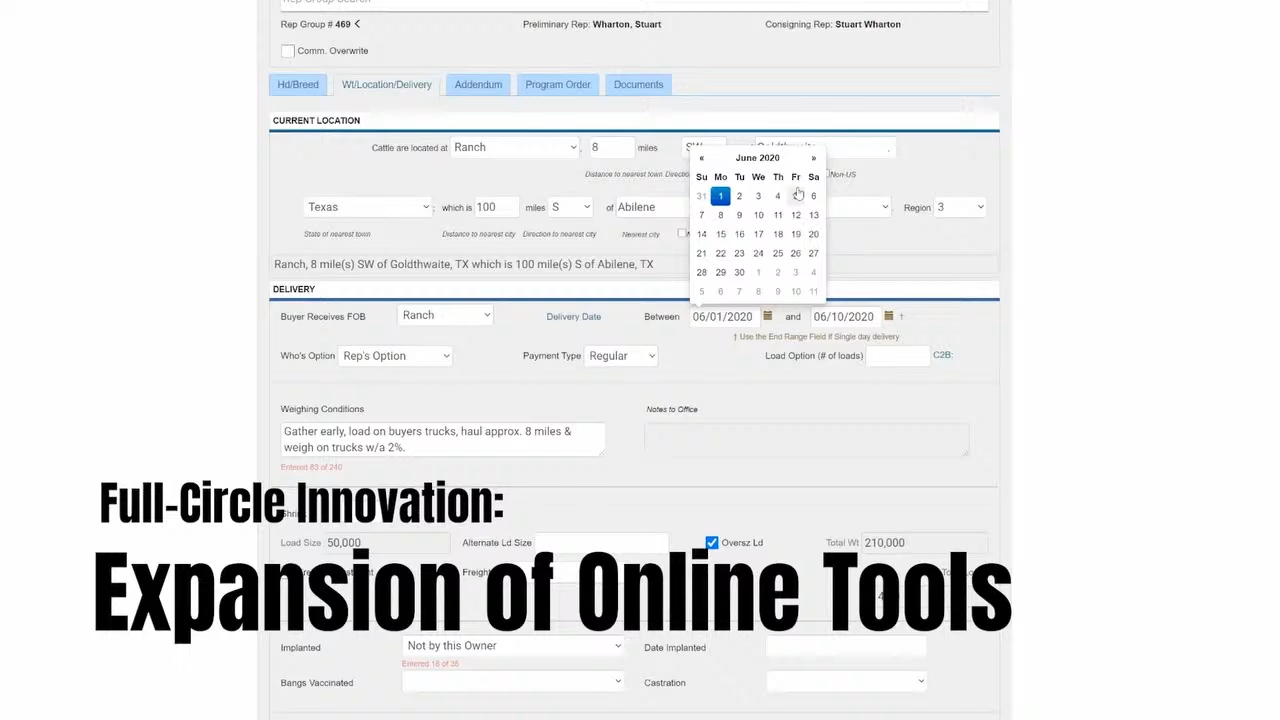 Rep Group Search
Rep Group # 469 <
Preliminary Rep: Wharton, Stuart
Consigning Rep: Stuart Wharton
Comm. Overwrite
Hd/Breed
Wt/Location/Delivery
Addendum
Program Order
Documents
CURRENT LOCATION
Cattle are located at Ranch , 8 miles SW Goldthwaite ,
Distance to nearest town Non-US
Texas ; which is 100 miles S of Abilene Region 3
State of nearest town Distance to nearest city Direction to nearest city Nearest city
Ranch, 8 mile(s) SW of Goldthwaite, TX which is 100 mile(s) S of Abilene, TX
« June 2020 »
Su Mo Tu We Th Fr Sa
31 1 2 3 4 6
7 8 9 10 11 12 13
14 15 16 17 18 19 20
21 22 23 24 25 26 27
28 29 30 1 2 3 4
5 6 7 8 9 10 11
DELIVERY
Buyer Receives FOB Ranch Delivery Date Between 06/01/2020 and 06/10/2020 †
† Use the End Range Field If Single day delivery
Who's Option Rep's Option Payment Type Regular Load Option (# of loads) C2B:
Weighing Conditions
Notes to Office
Gather early, load on buyers trucks, haul approx. 8 miles &
weigh on trucks w/a 2%.
Entered 83 of 240
Full-Circle Innovation:
Load Size 50,000 Alternate Ld Size Oversz Ld Total Wt 210,000
Freight
Expansion of Online Tools
Implanted Not by this Owner Date Implanted
Entered 18 of 35
Bangs Vaccinated Castration